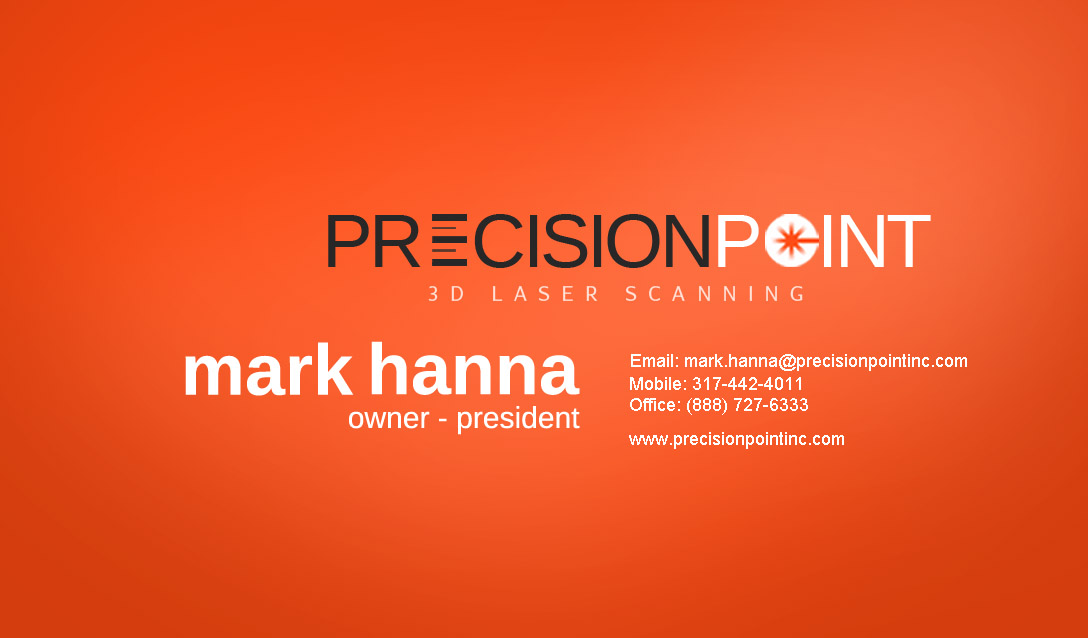 PRECISIONPOINT
3D LASER SCANNING
mark hanna
owner - president
Email: mark.hanna@precisionpointinc.com
Mobile: 317-442-4011
Office: (888) 727-6333
www.precisionpointinc.com